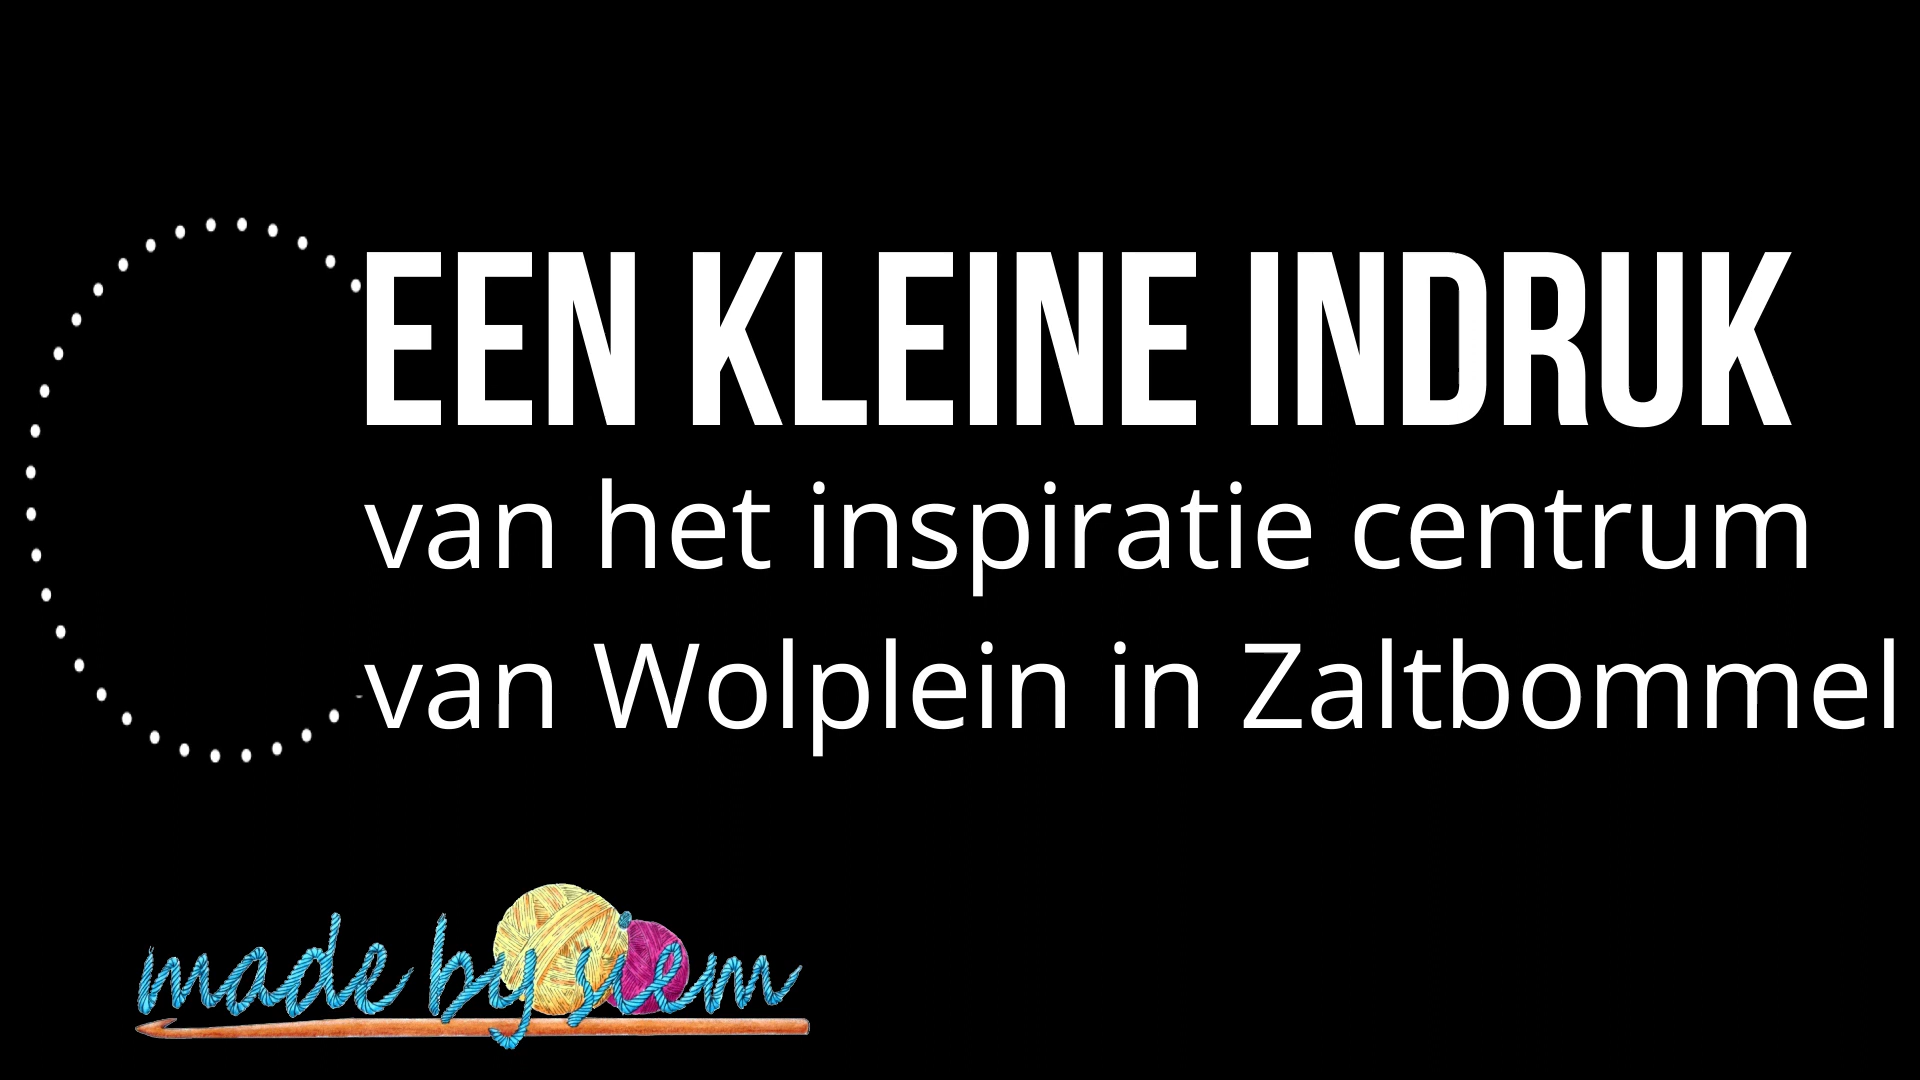 EEN KLEINE INDRUK
van het inspiratie centrum
van Wolplein in Zaltbommel
made by siem